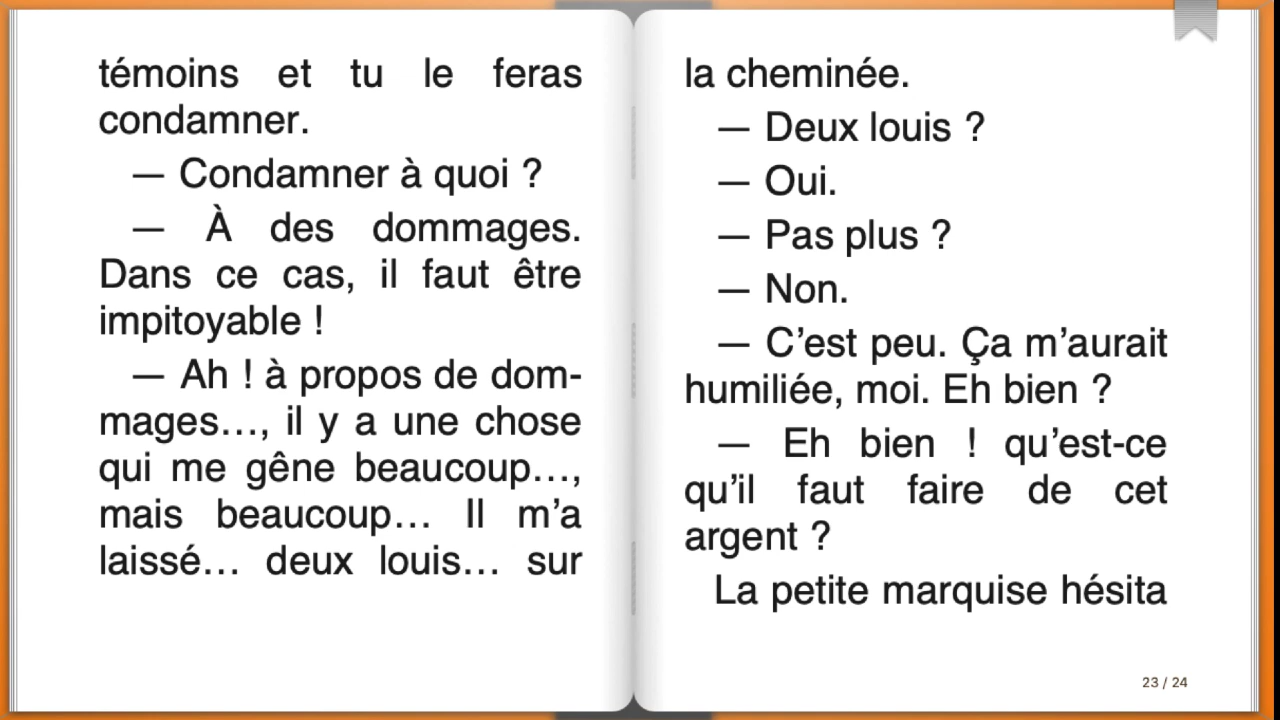 témoins et tu le feras
condamner.
— Condamner à quoi ?
— À des dommages.
Dans ce cas, il faut être
impitoyable !
— Ah ! à propos de dom-
mages…, il y a une chose
qui me gêne beaucoup…,
mais beaucoup… Il m’a
laissé… deux louis… sur
la cheminée.
— Deux louis ?
— Oui.
— Pas plus ?
— Non.
— C’est peu. Ça m’aurait
humiliée, moi. Eh bien ?
— Eh bien ! qu’est-ce
qu’il faut faire de cet
argent ?
La petite marquise hésita
23 / 24